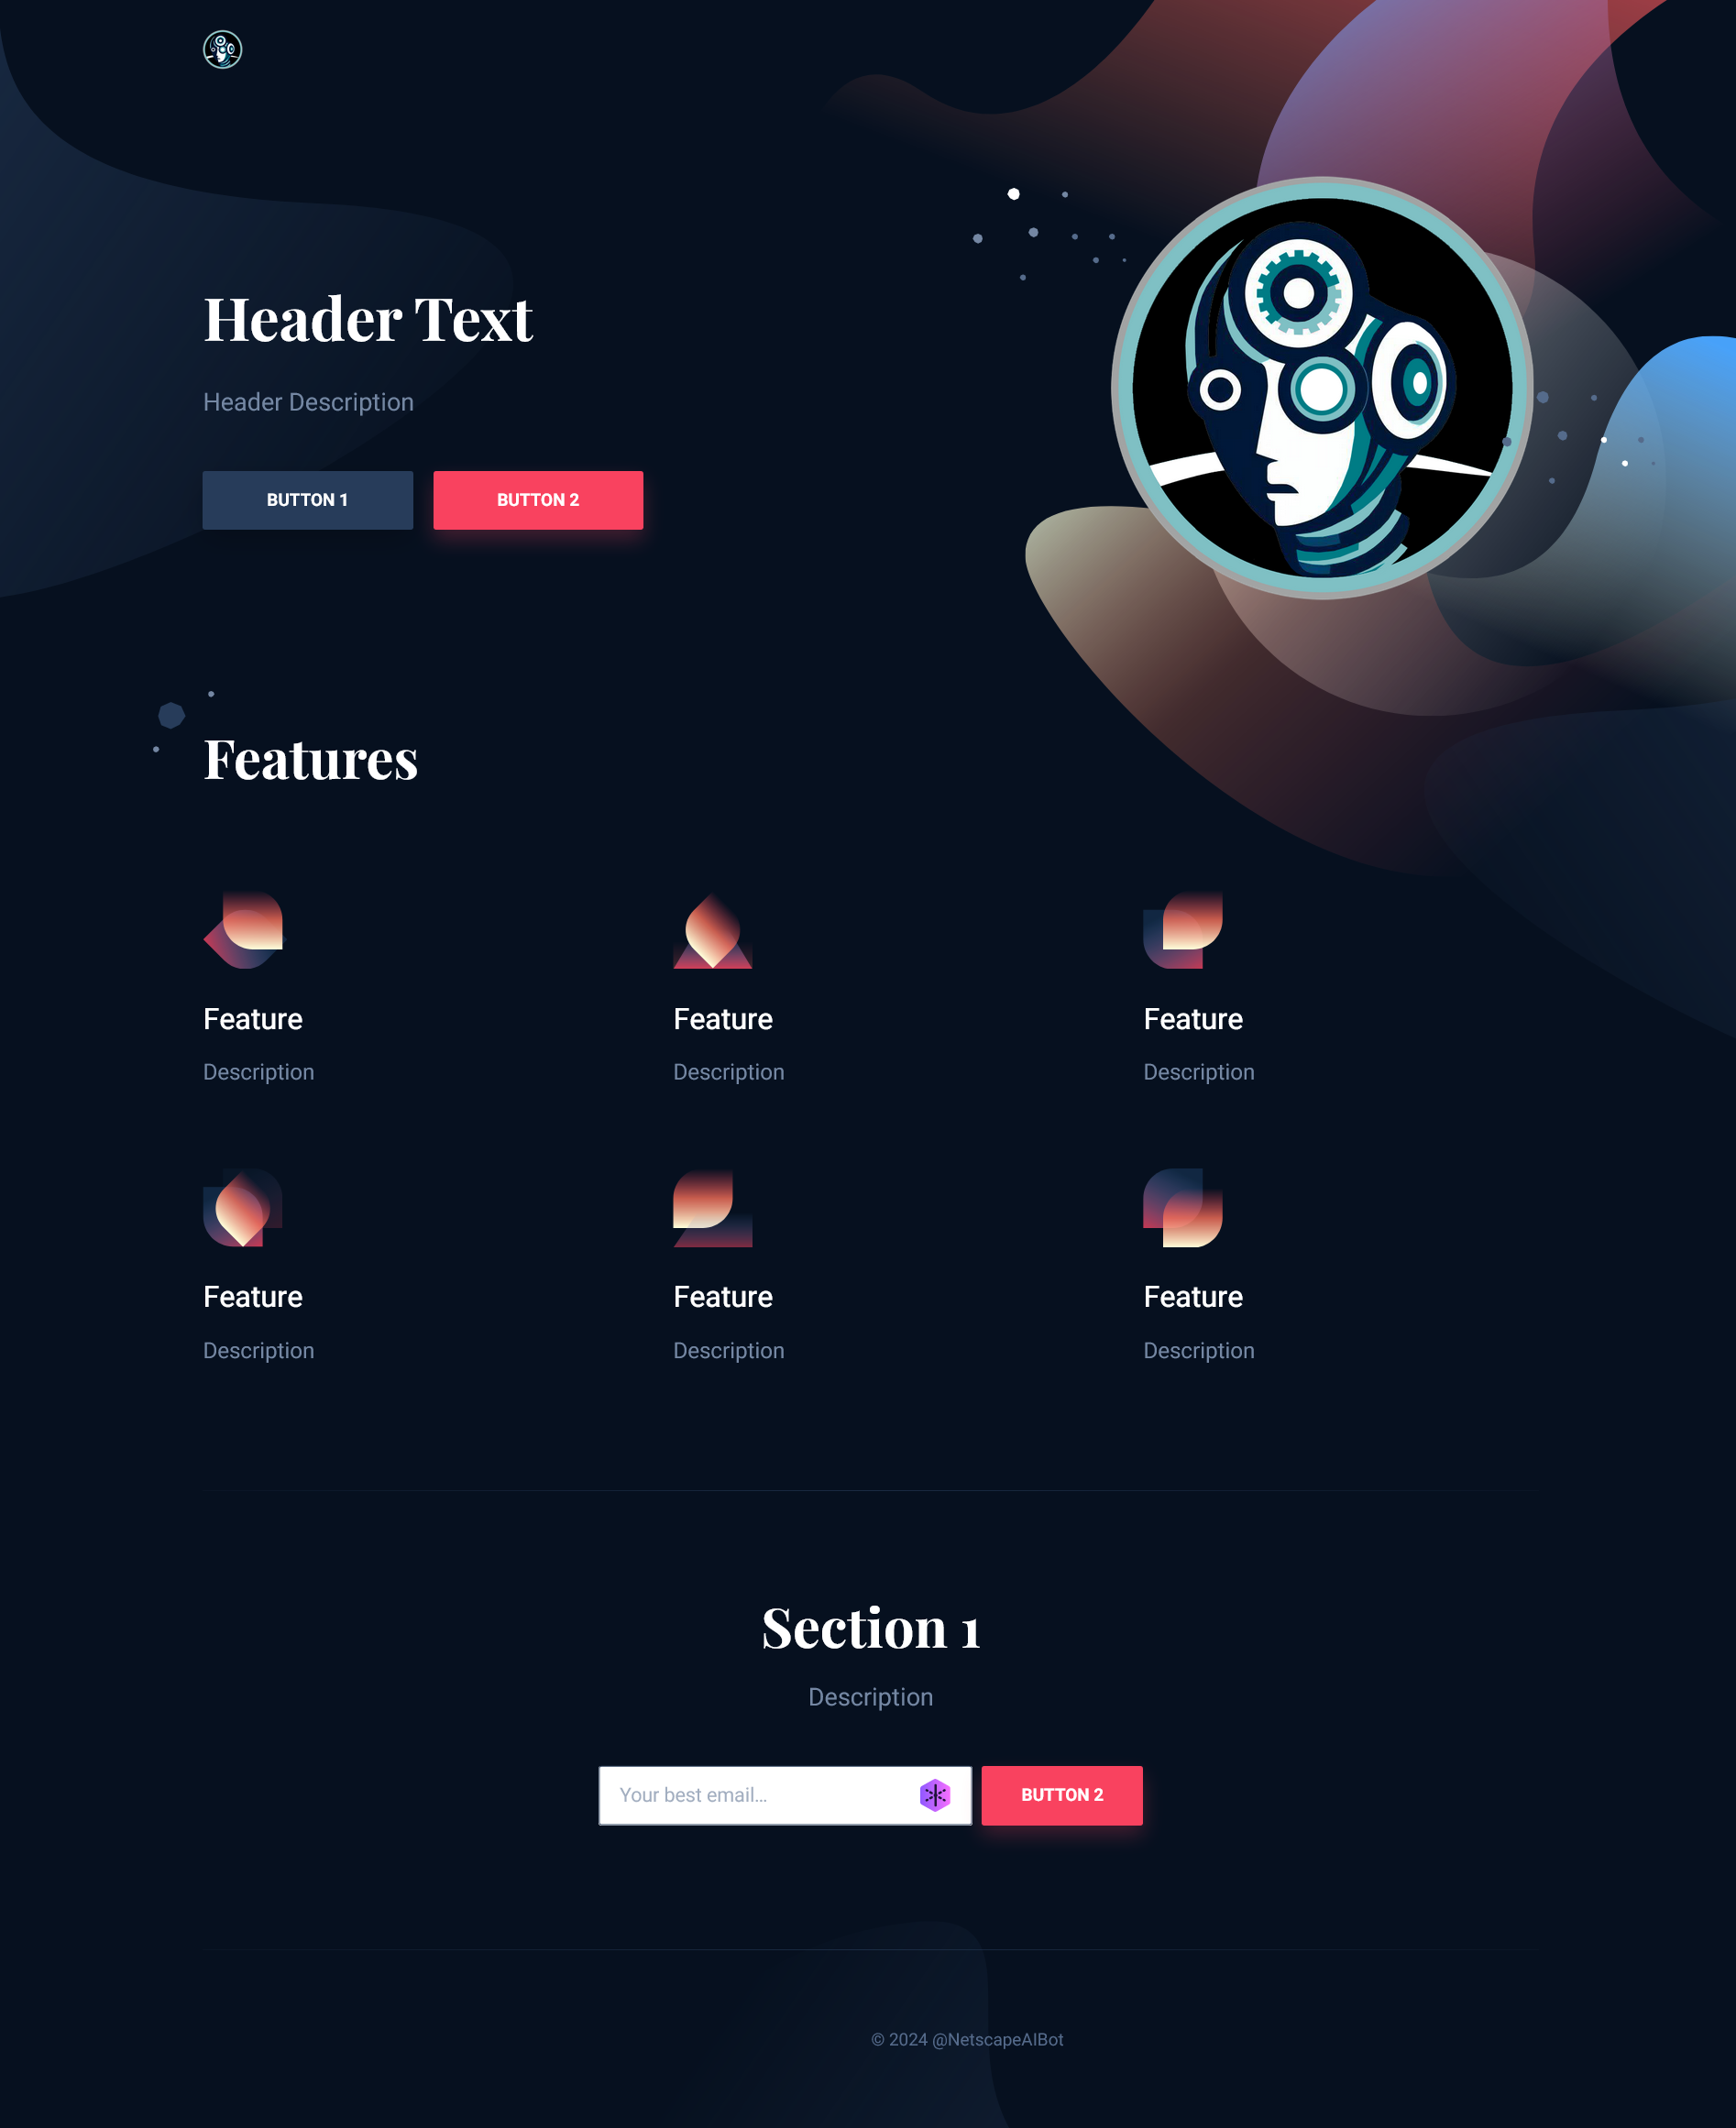 Header Text
Header Description
BUTTON 1
BUTTON 2
Features
Feature
Feature
Feature
Description
Description
Description
Feature
Feature
Feature
Description
Description
Description
Section 1
Description
Your best email...
BUTTON 2
© 2024 @NetscapeAIBot